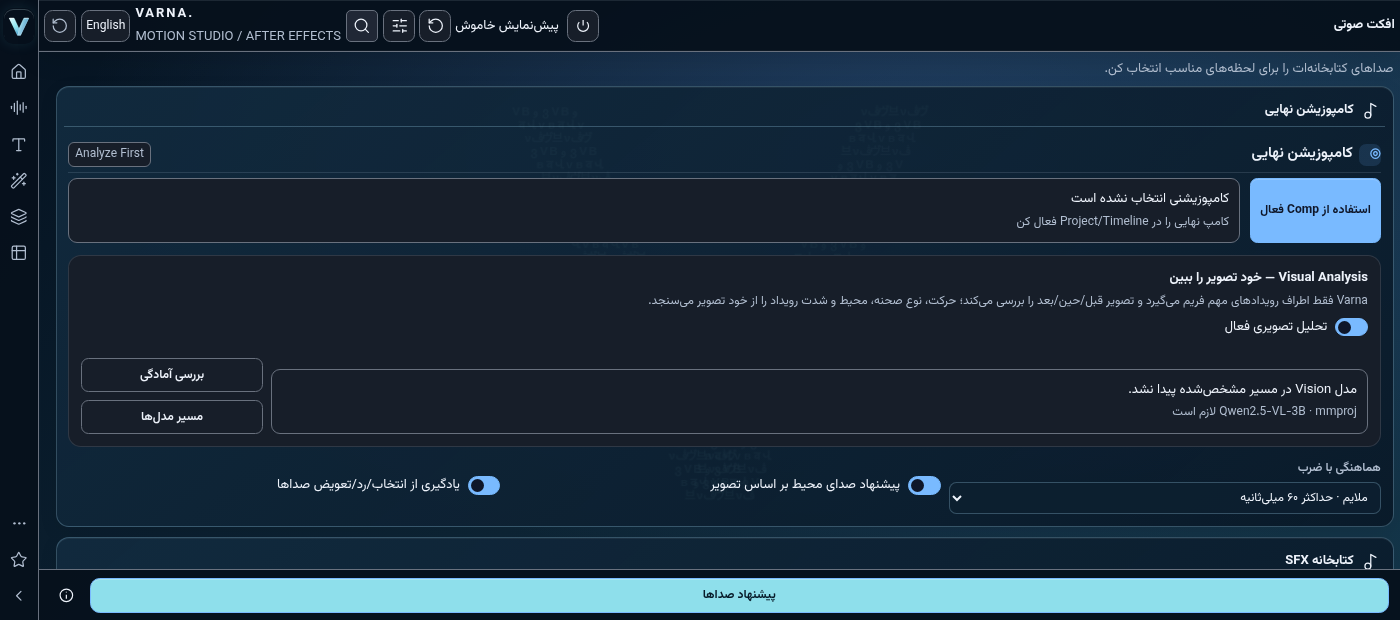 افکت صوتی
پیش‌نمایش خاموش
VARNA.
MOTION STUDIO / AFTER EFFECTS
English
صداهای کتابخانه‌ات را برای لحظه‌های مناسب انتخاب کن.
کامپوزیشن نهایی
کامپوزیشن نهایی
Analyze First
استفاده از Comp فعال
کامپوزیشنی انتخاب نشده است
کامپ نهایی را در Project/Timeline فعال کن
Visual Analysis — خود تصویر را ببین
Varna فقط اطراف رویدادهای مهم فریم می‌گیرد و تصویر قبل/حین/بعد را بررسی می‌کند؛ حرکت، نوع صحنه، محیط و شدت رویداد را از خود تصویر می‌سنجد.
تحلیل تصویری فعال
مدل Vision در مسیر مشخص‌شده پیدا نشد.
Qwen2.5-VL-3B · mmproj لازم است
بررسی آمادگی
مسیر مدل‌ها
هماهنگی با ضرب
ملایم · حداکثر ۶۰ میلی‌ثانیه
پیشنهاد صدای محیط بر اساس تصویر
یادگیری از انتخاب/رد/تعویض صداها
کتابخانه SFX
پیشنهاد صداها